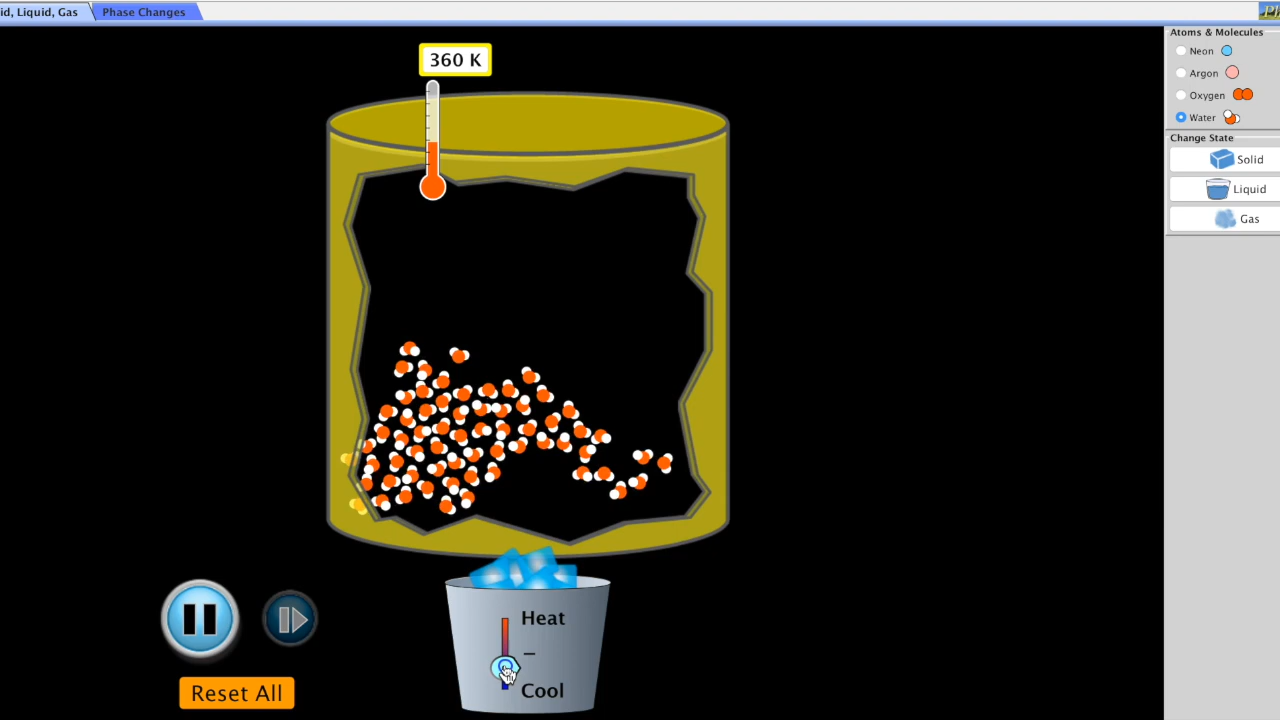 id, Liquid, Gas
Phase Changes
360 K
Atoms & Molecules
Neon
Argon
Oxygen
Water
Change State
Solid
Liquid
Gas
Heat
Cool
Reset All